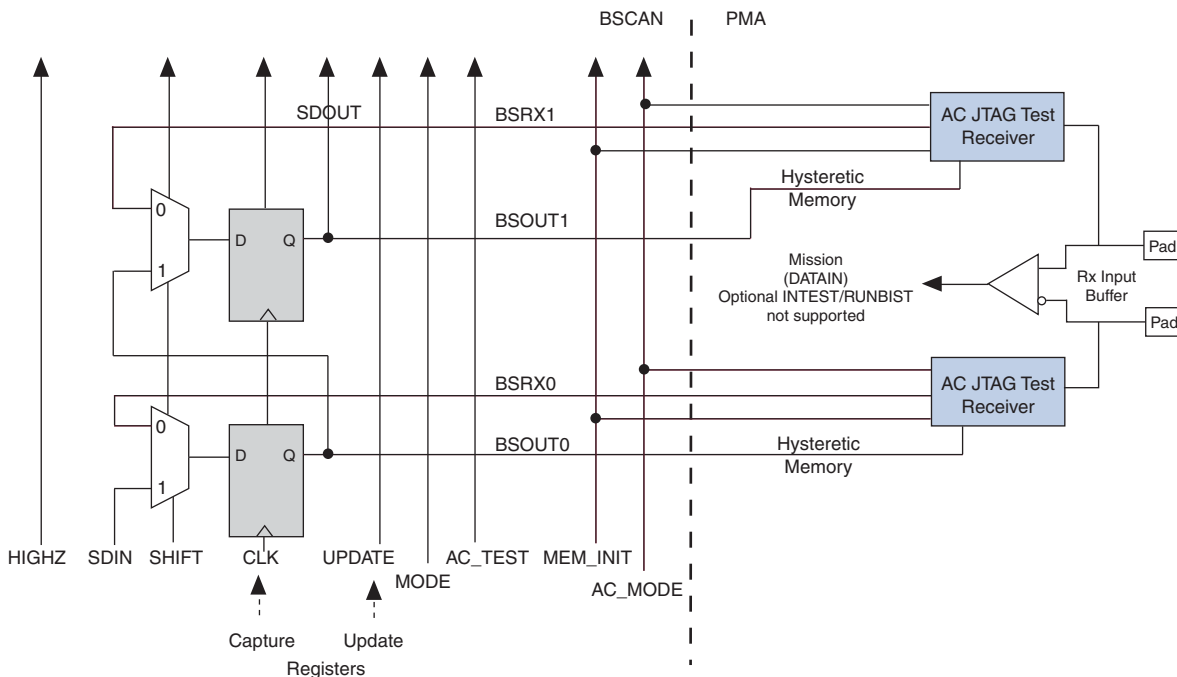 BSCAN
PMA
SDOUT
BSRX1
AC JTAG Test
Receiver
0
Hysteretic
Memory
D
Q
BSOUT1
Pad
1
Mission
(DATAIN)
Optional INTEST/RUNBIST
not supported
Rx Input
Buffer
Pad
BSRX0
AC JTAG Test
Receiver
0
D
Q
BSOUT0
Hysteretic
Memory
1
HIGHZ
SDIN
SHIFT
CLK
UPDATE
MODE
AC_TEST
MEM_INIT
AC_MODE
Capture
Update
Registers